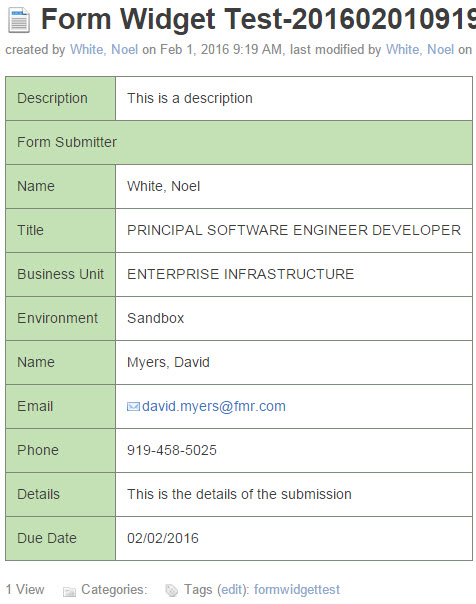 Form Widget Test-201602010919
created by White, Noel on Feb 1, 2016 9:19 AM, last modified by White, Noel on
Description This is a description
Form Submitter
Name White, Noel
Title PRINCIPAL SOFTWARE ENGINEER DEVELOPER
Business Unit ENTERPRISE INFRASTRUCTURE
Environment Sandbox
Name Myers, David
Email david.myers@fmr.com
Phone 919-458-5025
Details This is the details of the submission
Due Date 02/02/2016
1 View Categories: Tags (edit): formwidgettest